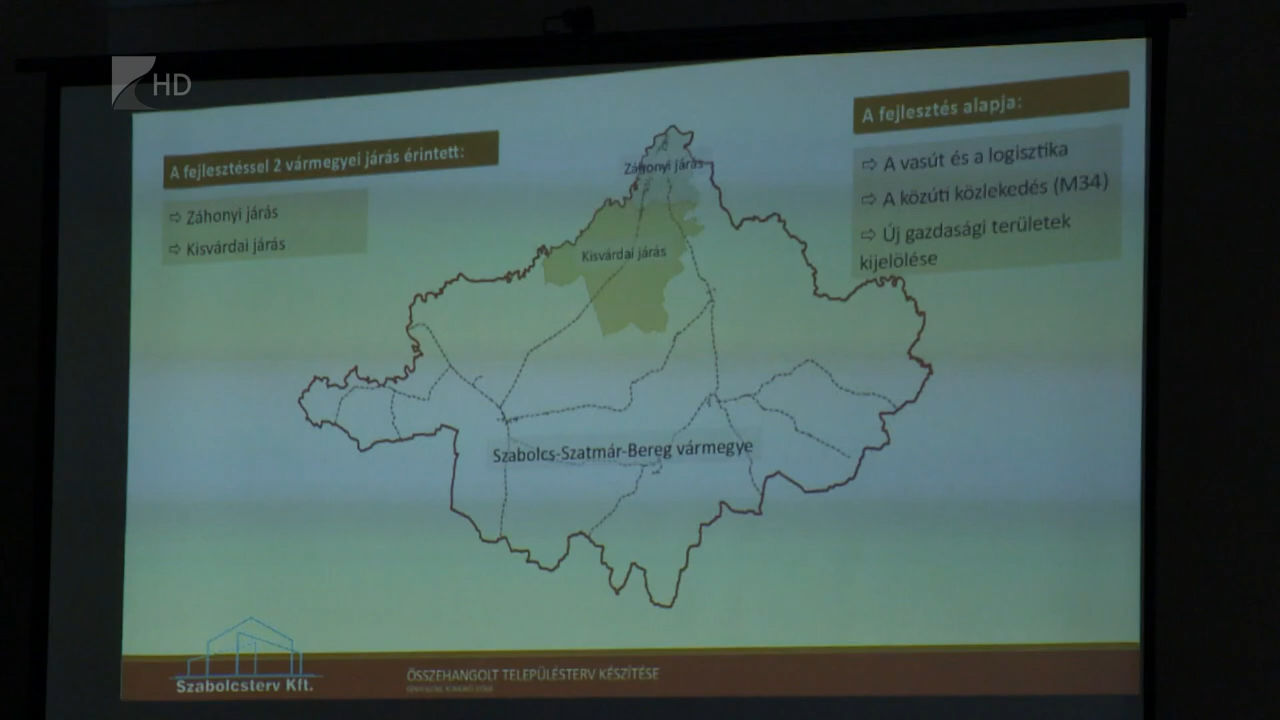 HD
A fejlesztéssel 2 vármegyei járás érintett:
⇨ Záhonyi járás
⇨ Kisvárdai járás
A fejlesztés alapja:
⇨ A vasút és a logisztika
⇨ A közúti közlekedés (M34)
⇨ Új gazdasági területek
kijelölése
Záhonyi járás
Kisvárdai járás
Szabolcs-Szatmár-Bereg vármegye
Szabolcsterv Kft.
ÖSSZEHANGOLT TELEPÜLÉSTERV KÉSZÍTÉSE